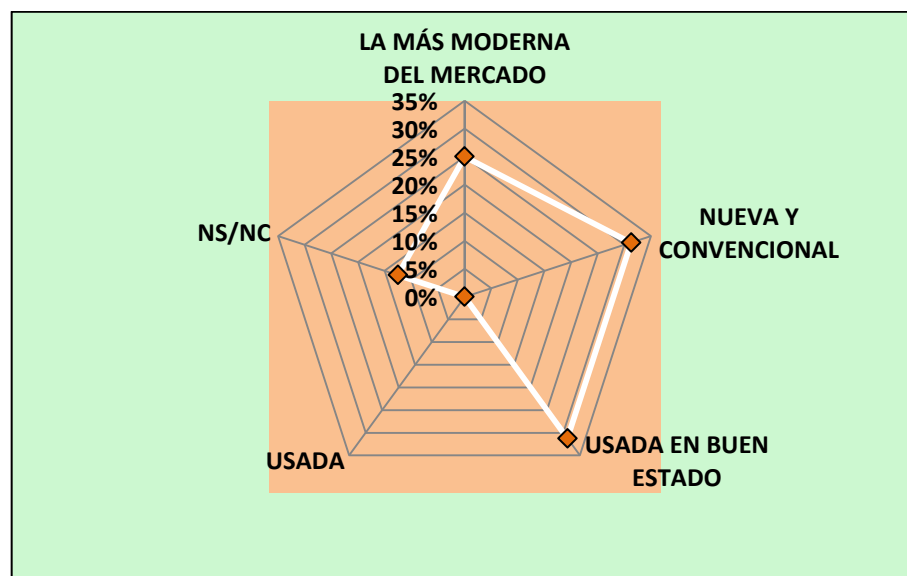 LA MÁS MODERNA
DEL MERCADO
35%
30%
25%
20%
15%
10%
5%
0%
NUEVA Y
CONVENCIONAL
USADA EN BUEN
ESTADO
USADA
NS/NC